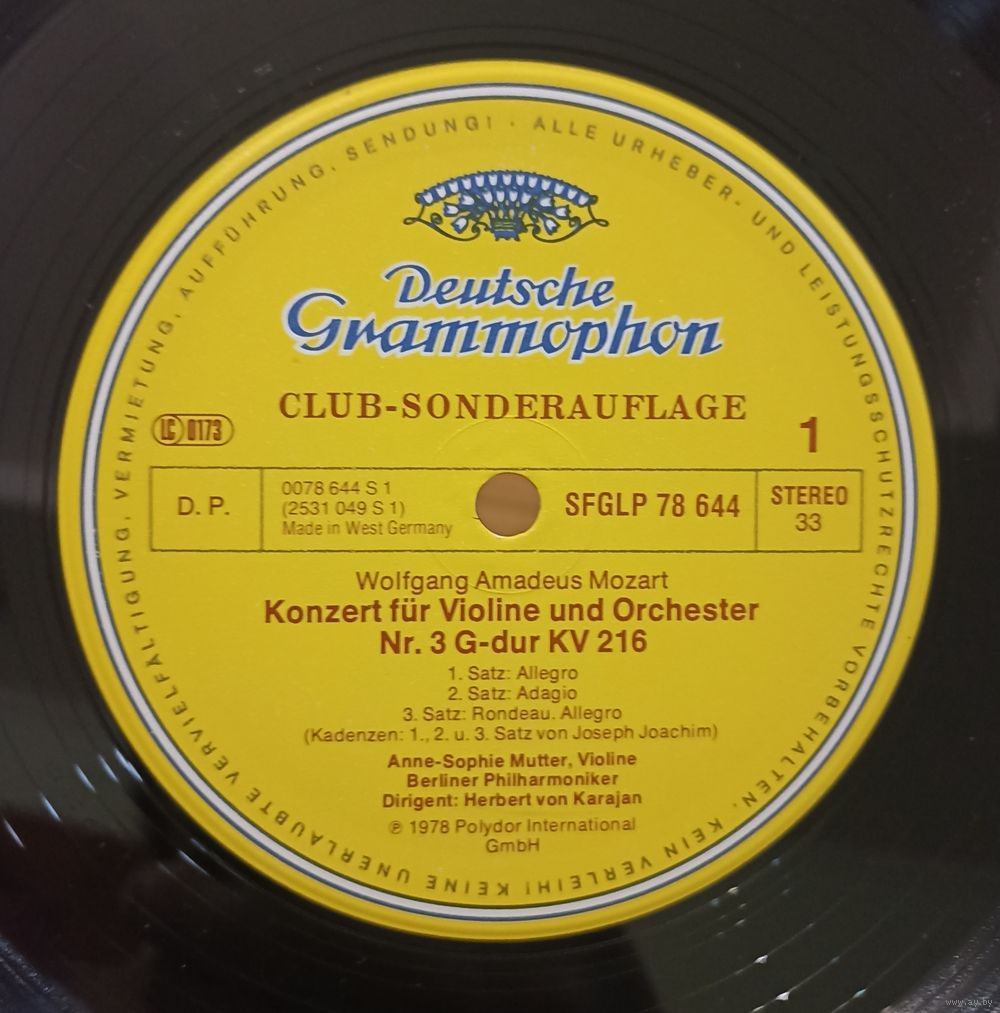 ALLE URHEBER- UND LEISTUNGSSCHUTZRECHTE VORBEHALTEN. KEIN VERLEIH! KEINE UNERLAUBTE VERVIELFÄLTIGUNG, VERMIETUNG, AUFFÜHRUNG, SENDUNG! ·
Deutsche
Grammophon
CLUB-SONDERAUFLAGE
LC 0173
1
D. P.
0078 644 S 1
(2531 049 S 1)
Made in West Germany
SFGLP 78 644
STEREO
33
Wolfgang Amadeus Mozart
Konzert für Violine und Orchester
Nr. 3 G-dur KV 216
1. Satz: Allegro
2. Satz: Adagio
3. Satz: Rondeau. Allegro
(Kadenzen: 1., 2. u. 3. Satz von Joseph Joachim)
Anne-Sophie Mutter, Violine
Berliner Philharmoniker
Dirigent: Herbert von Karajan
℗ 1978 Polydor International
GmbH
www.ay.by